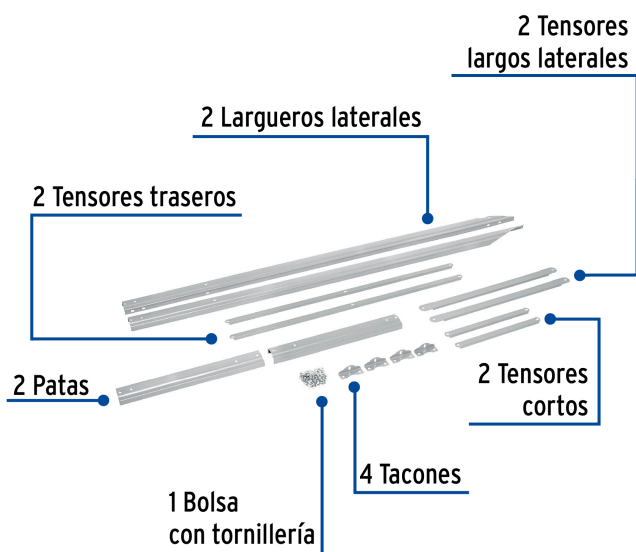 2 Tensores
largos laterales
2 Largueros laterales
2 Tensores traseros
2 Patas
2 Tensores
cortos
4 Tacones
1 Bolsa
con tornillería